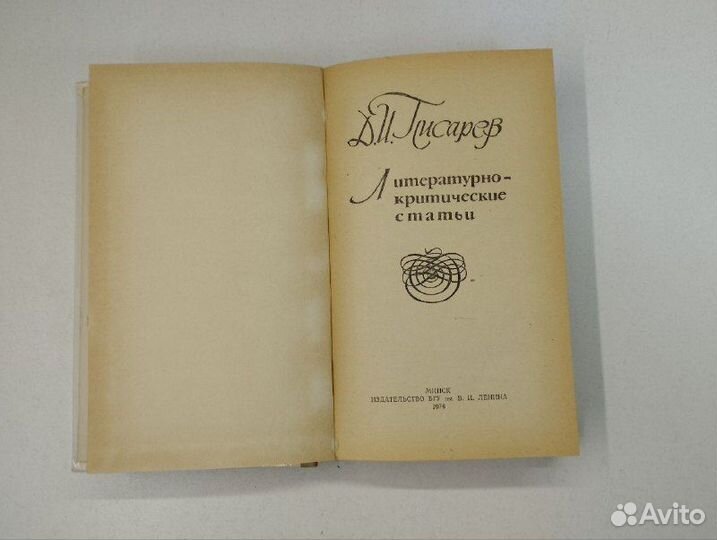 Д.И. Писарев
Литературно-
критические
статьи
МИНСК
ИЗДАТЕЛЬСТВО БГУ им. В. И. ЛЕНИНА
1976
Avito